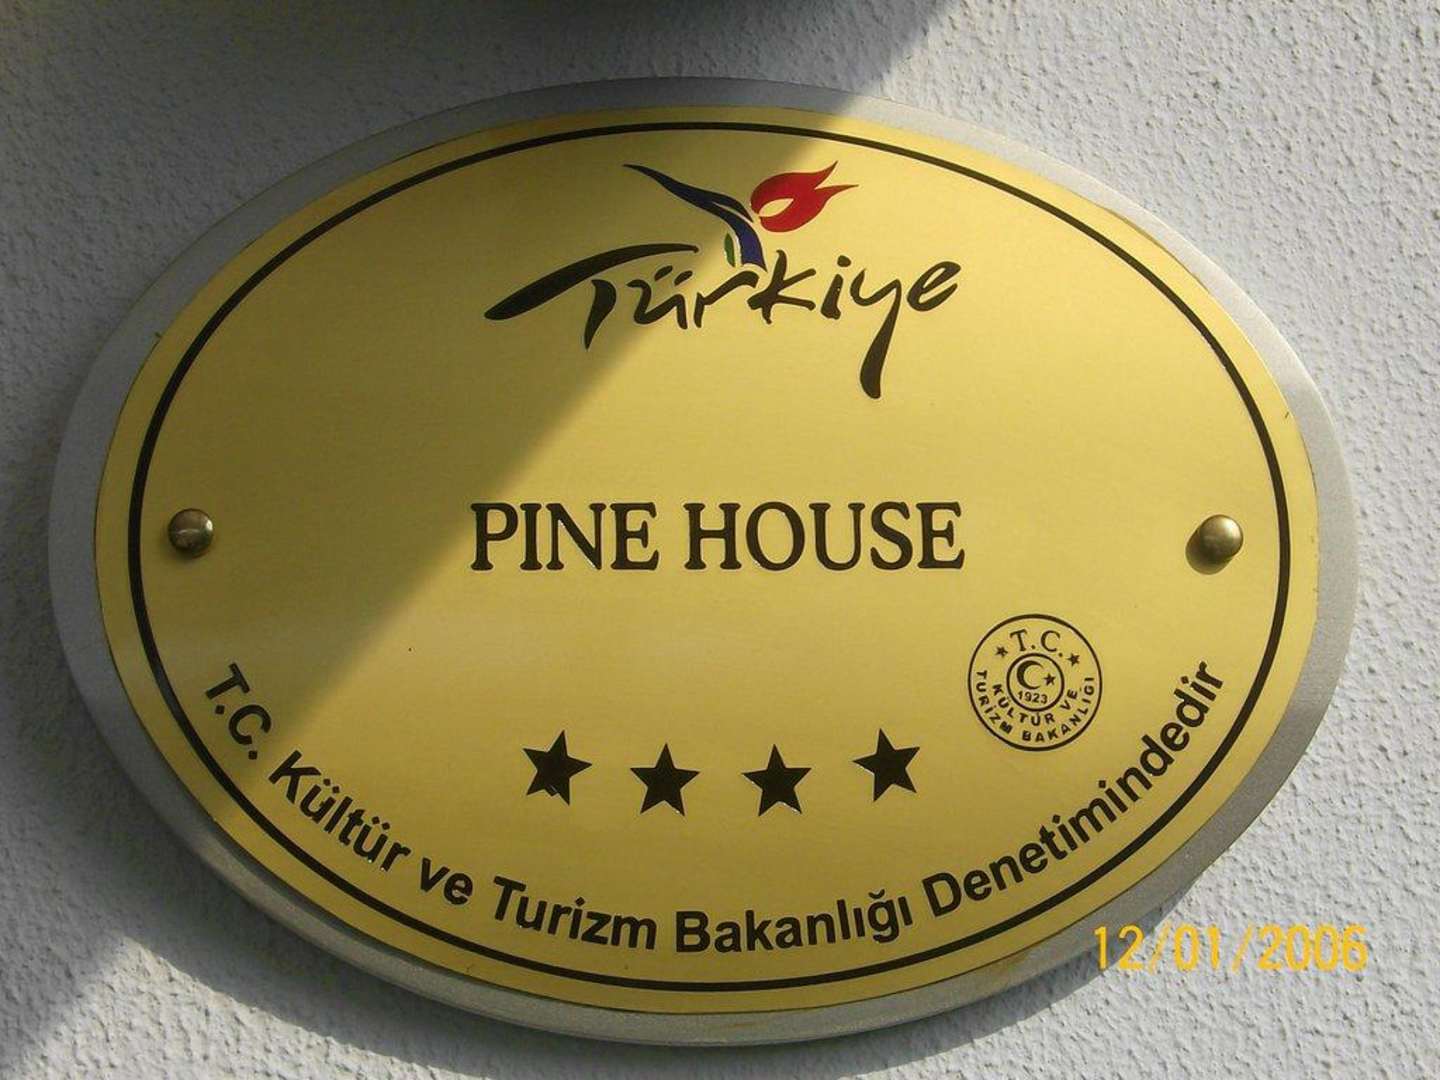 Türkiye
PINE HOUSE
T.C.
1923
KÜLTÜR VE
TURİZM BAKANLIĞI
T.C. Kültür ve Turizm Bakanlığı Denetimindedir
12/01/2006